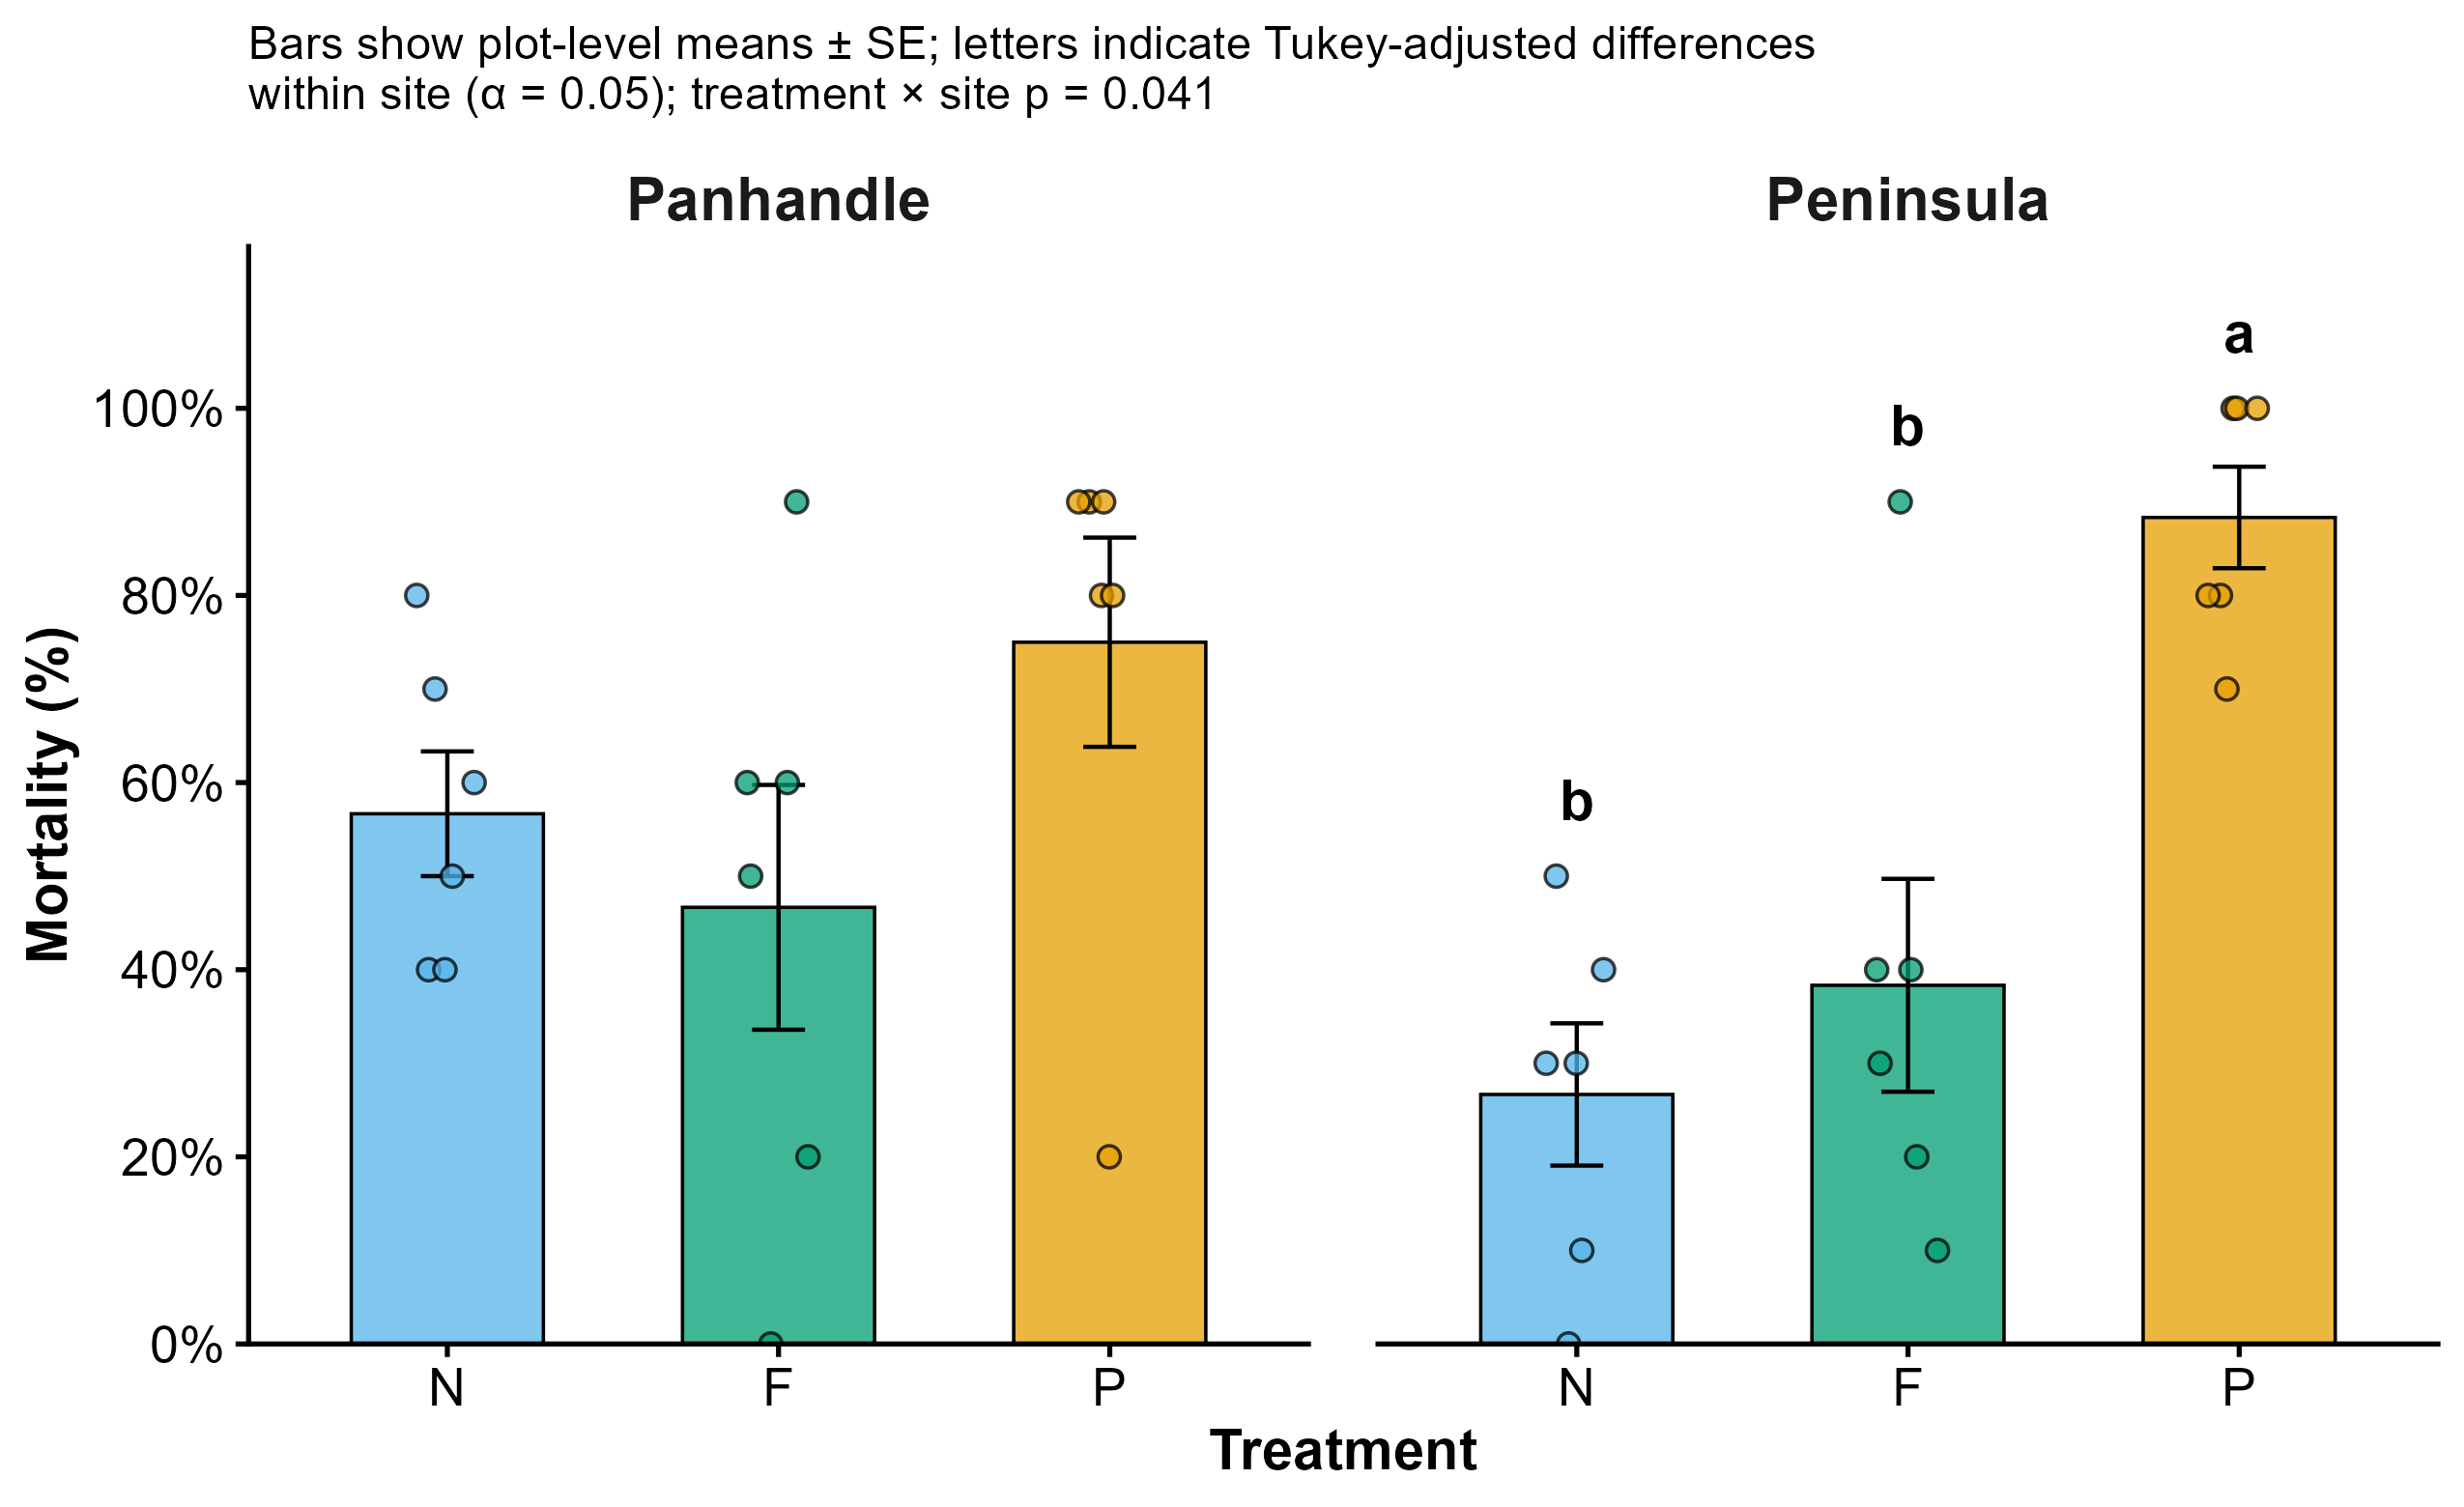 Bars show plot-level means ± SE; letters indicate Tukey-adjusted differences
within site (α = 0.05); treatment × site p = 0.041
Panhandle
Peninsula
Mortality (%)
100%
80%
60%
40%
20%
0%
b
b
a
N
F
P
N
F
P
Treatment